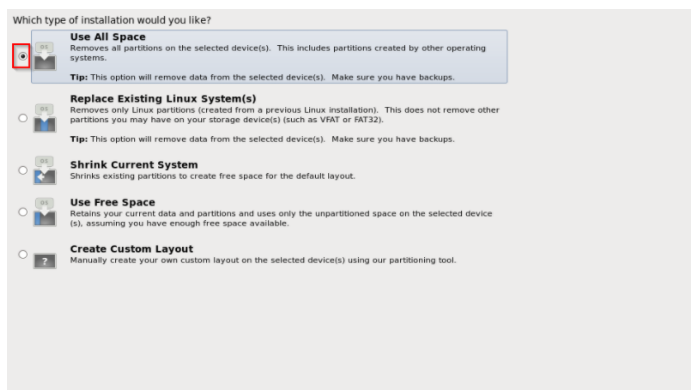 Which type of installation would you like?
Use All Space
Removes all partitions on the selected device(s). This includes partitions created by other operating
systems.
Tip: This option will remove data from the selected device(s). Make sure you have backups.
Replace Existing Linux System(s)
Removes only Linux partitions (created from a previous Linux installation). This does not remove other
partitions you may have on your storage device(s) (such as VFAT or FAT32).
Tip: This option will remove data from the selected device(s). Make sure you have backups.
Shrink Current System
Shrinks existing partitions to create free space for the default layout.
Use Free Space
Retains your current data and partitions and uses only the unpartitioned space on the selected device
(s), assuming you have enough free space available.
Create Custom Layout
?
Manually create your own custom layout on the selected device(s) using our partitioning tool.